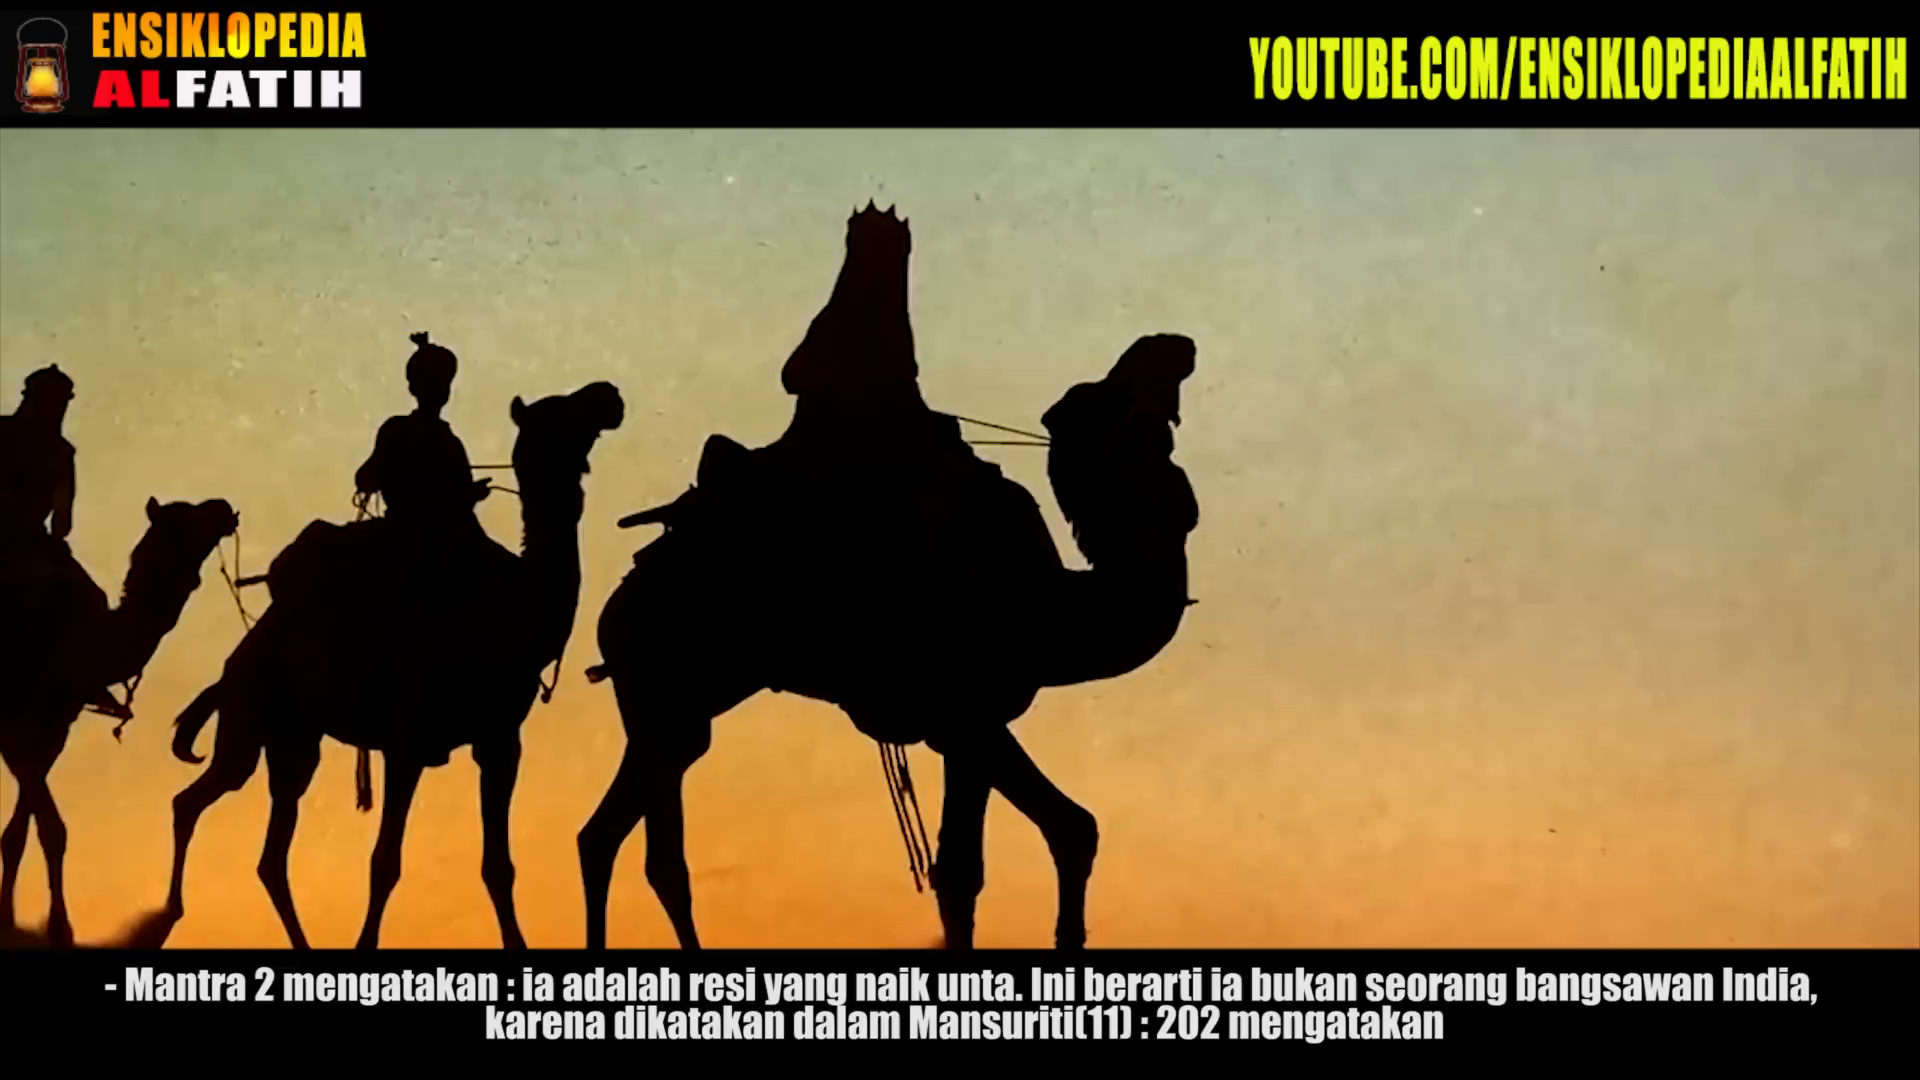 ENSIKLOPEDIA
ALFATIH
YOUTUBE.COM/ENSIKLOPEDIAALFATIH
- Mantra 2 mengatakan : ia adalah resi yang naik unta. Ini berarti ia bukan seorang bangsawan India,
karena dikatakan dalam Mansuriti(11) : 202 mengatakan